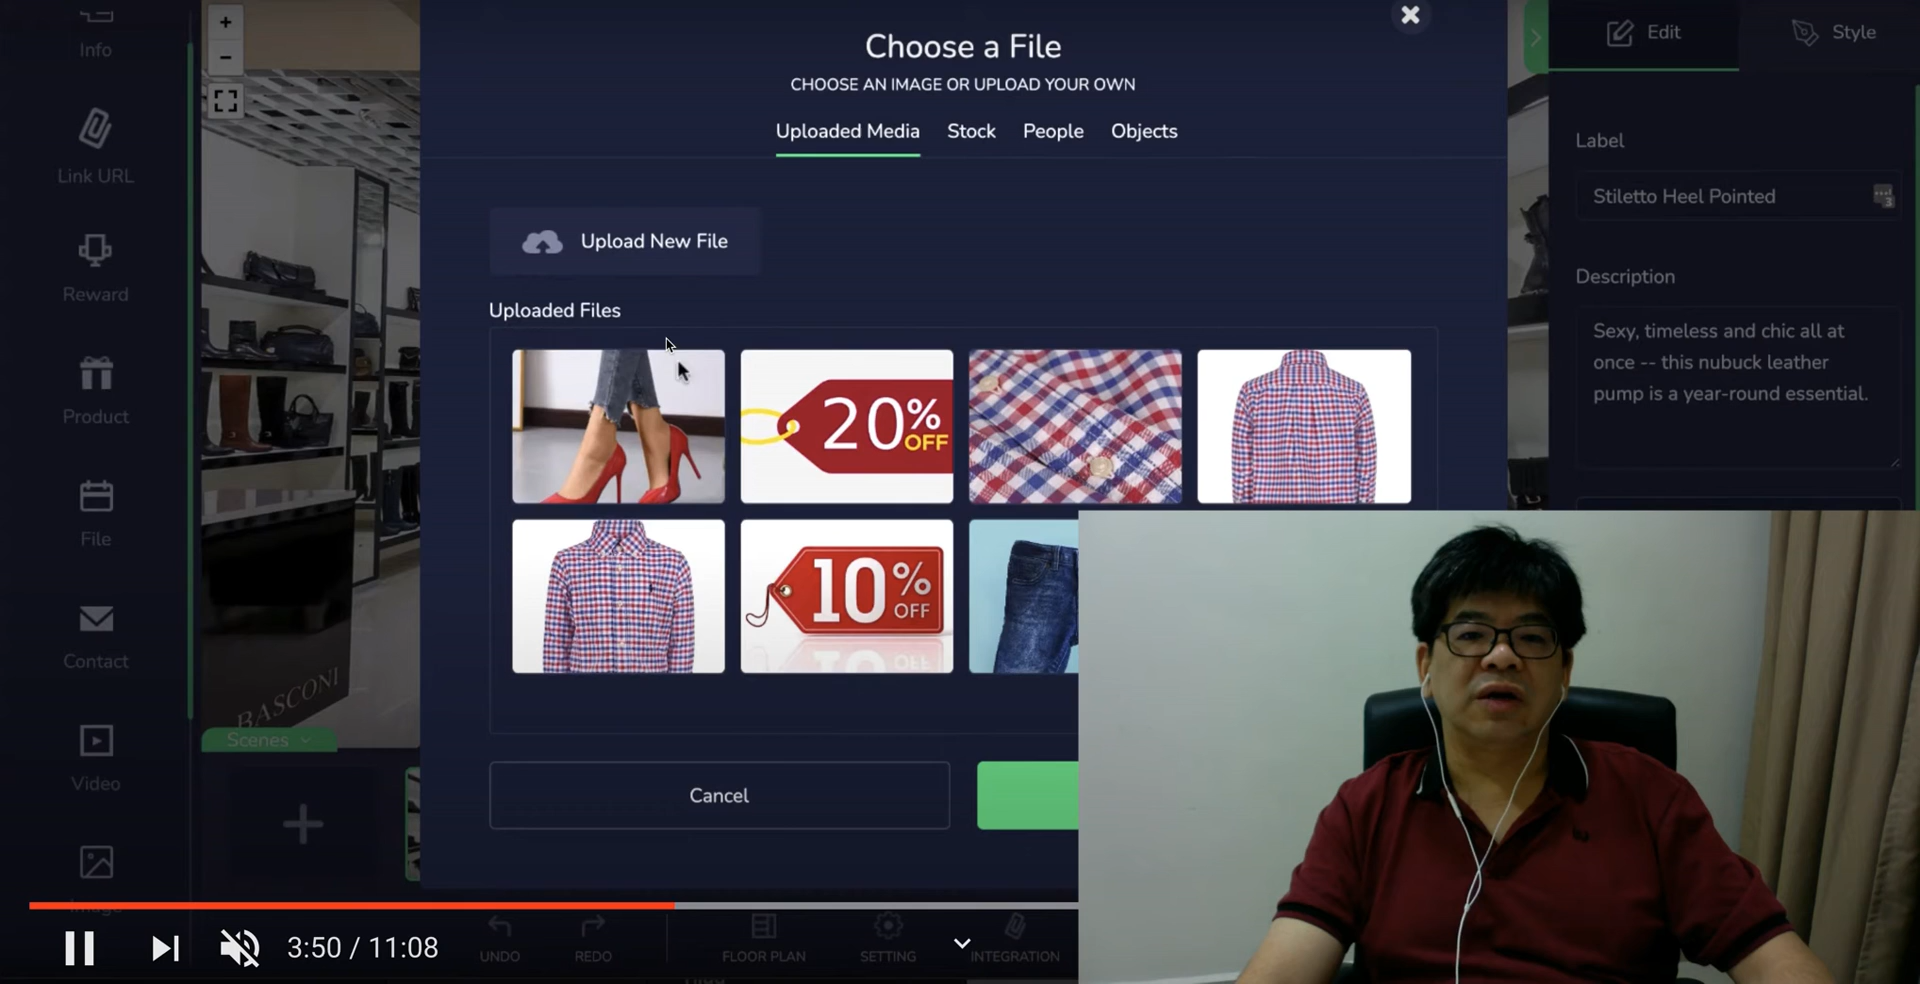 Info
Link URL
Reward
Product
File
Contact
Video
Image
+
−
BASCONI
Scenes
Choose a File
CHOOSE AN IMAGE OR UPLOAD YOUR OWN
Uploaded Media
Stock
People
Objects
Upload New File
Uploaded Files
20% OFF
10% OFF
Cancel
Edit
Style
Label
Stiletto Heel Pointed
3
Description
Sexy, timeless and chic all at
once -- this nubuck leather
pump is a year-round essential.
3:50 / 11:08
UNDO
REDO
FLOOR PLAN
SETTING
INTEGRATION